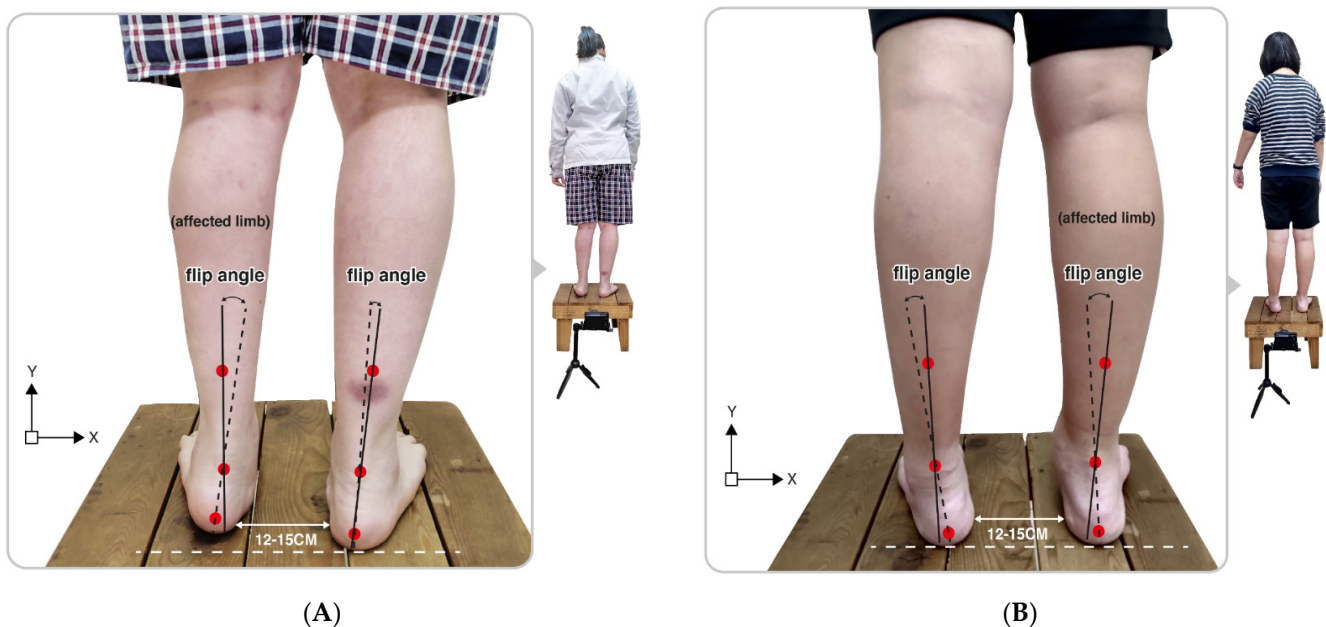 (affected limb)
flip angle
flip angle
Y
X
12-15CM
(A)
(affected limb)
flip angle
flip angle
Y
X
12-15CM
(B)